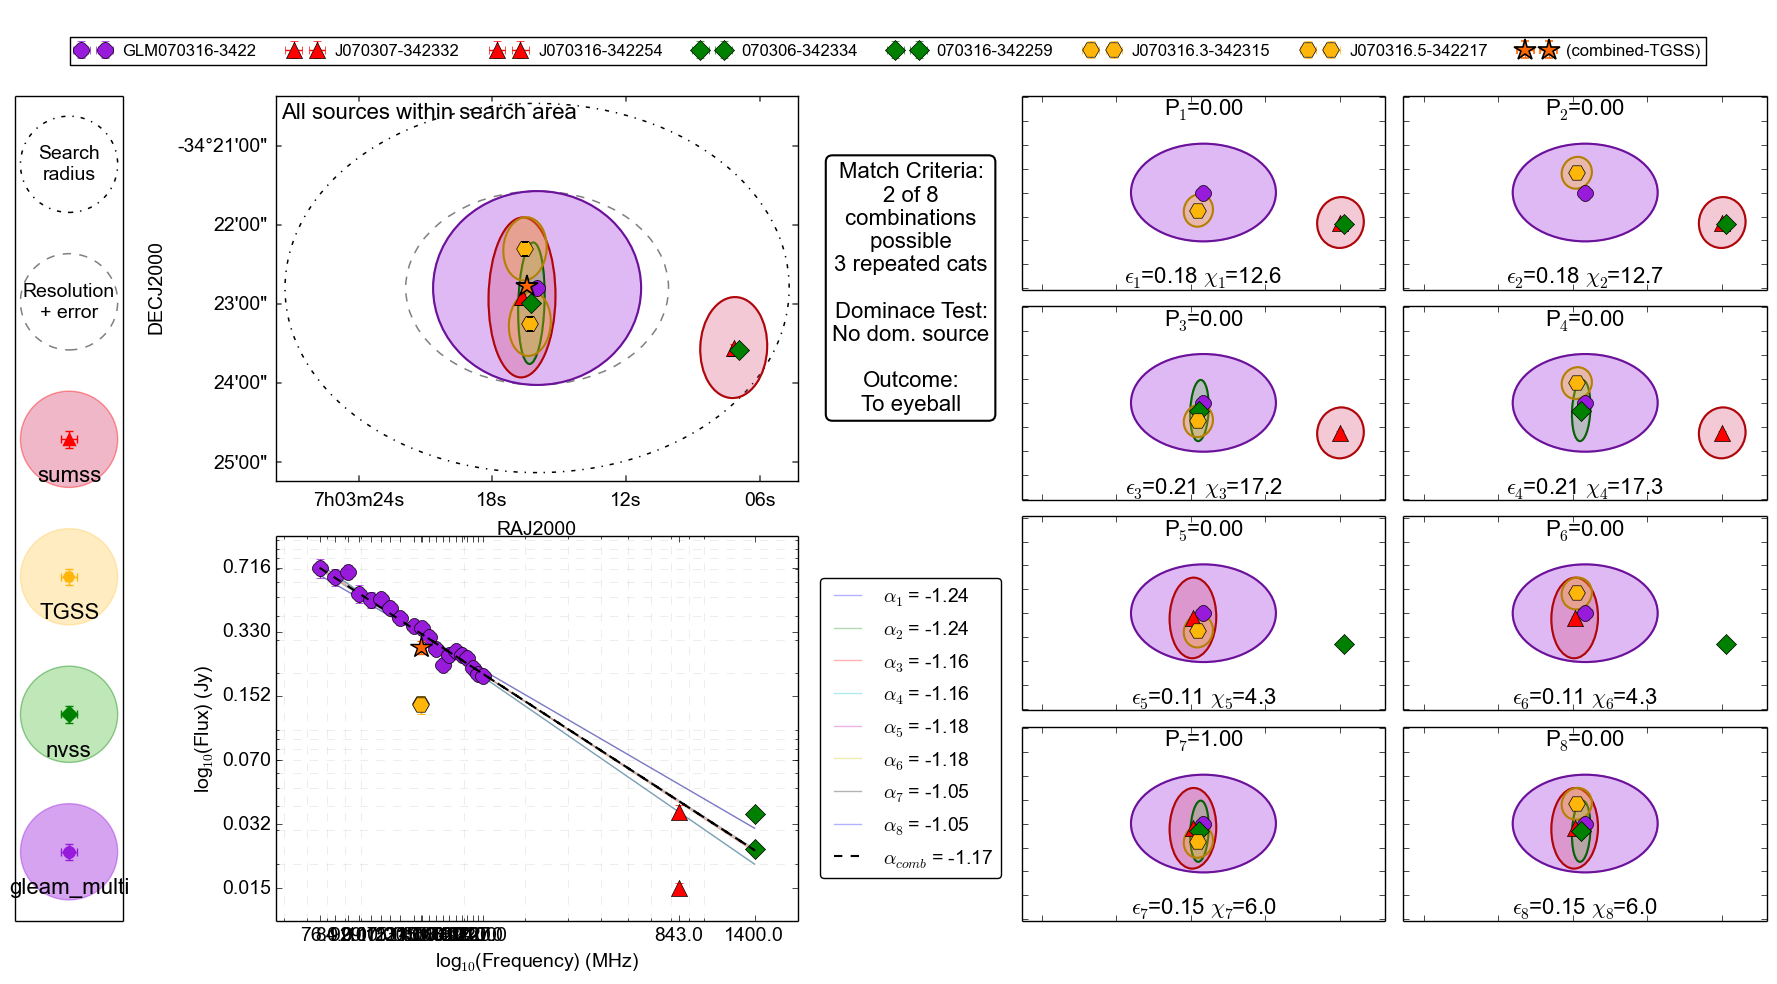 GLM070316-3422 J070307-342332 J070316-342254 070306-342334 070316-342259 J070316.3-342315 J070316.5-342217 (combined-TGSS)
Search
radius
Resolution
+ error
sumss
TGSS
nvss
gleam_multi
All sources within search area
DECJ2000
-34°21'00"
22'00"
23'00"
24'00"
25'00"
7h03m24s 18s 12s 06s
RAJ2000
Match Criteria:
2 of 8
combinations
possible
3 repeated cats
Dominace Test:
No dom. source
Outcome:
To eyeball
log10(Flux) (Jy)
0.716
0.330
0.152
0.070
0.032
0.015
843.0 1400.0
log10(Frequency) (MHz)
α1 = -1.24
α2 = -1.24
α3 = -1.16
α4 = -1.16
α5 = -1.18
α6 = -1.18
α7 = -1.05
α8 = -1.05
αcomb = -1.17
P1=0.00
ϵ1=0.18 χ1=12.6
P2=0.00
ϵ2=0.18 χ2=12.7
P3=0.00
ϵ3=0.21 χ3=17.2
P4=0.00
ϵ4=0.21 χ4=17.3
P5=0.00
ϵ5=0.11 χ5=4.3
P6=0.00
ϵ6=0.11 χ6=4.3
P7=1.00
ϵ7=0.15 χ7=6.0
P8=0.00
ϵ8=0.15 χ8=6.0